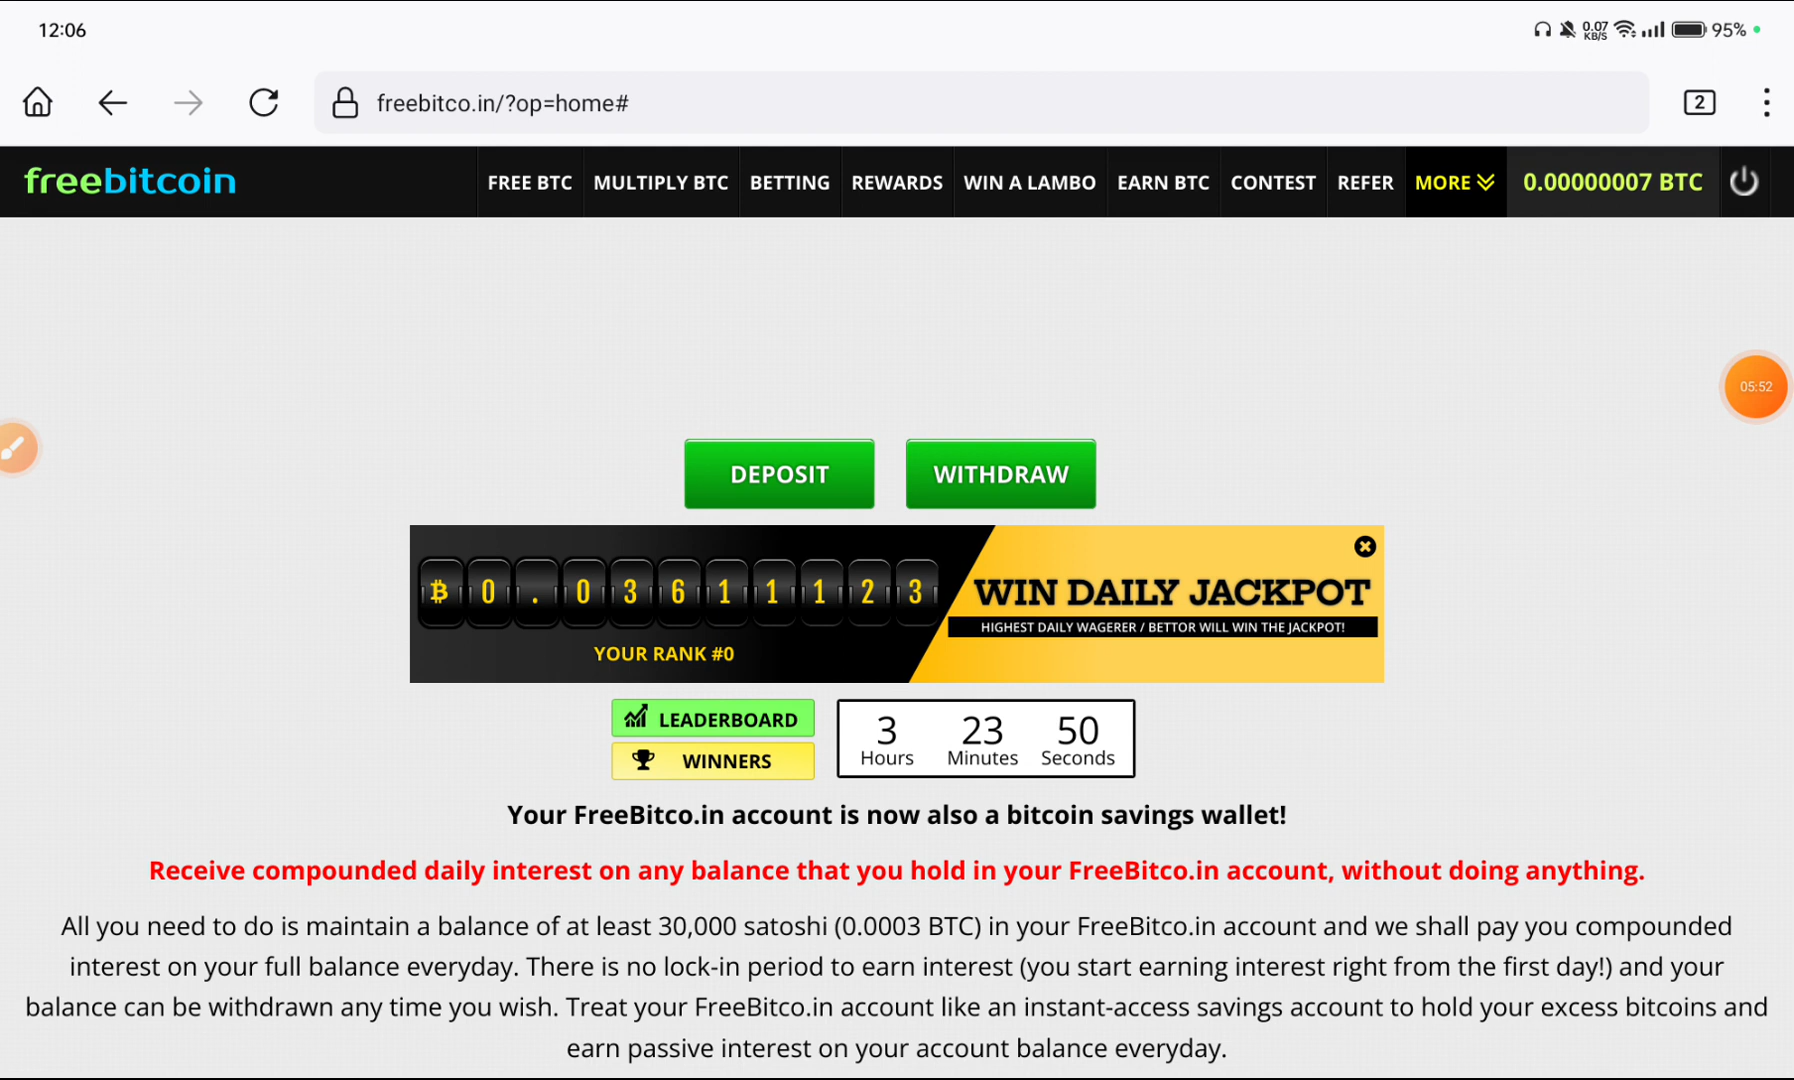 12:06
0.07
KB/S
95%
freebitco.in/?op=home#
2
freebitcoin
FREE BTC
MULTIPLY BTC
BETTING
REWARDS
WIN A LAMBO
EARN BTC
CONTEST
REFER
MORE
0.00000007 BTC
05:52
DEPOSIT
WITHDRAW
₿0.03611123
WIN DAILY JACKPOT
HIGHEST DAILY WAGERER / BETTOR WILL WIN THE JACKPOT!
YOUR RANK #0
LEADERBOARD
WINNERS
3 23 50
Hours Minutes Seconds
Your FreeBitco.in account is now also a bitcoin savings wallet!
Receive compounded daily interest on any balance that you hold in your FreeBitco.in account, without doing anything.
All you need to do is maintain a balance of at least 30,000 satoshi (0.0003 BTC) in your FreeBitco.in account and we shall pay you compounded
interest on your full balance everyday. There is no lock-in period to earn interest (you start earning interest right from the first day!) and your
balance can be withdrawn any time you wish. Treat your FreeBitco.in account like an instant-access savings account to hold your excess bitcoins and
earn passive interest on your account balance everyday.